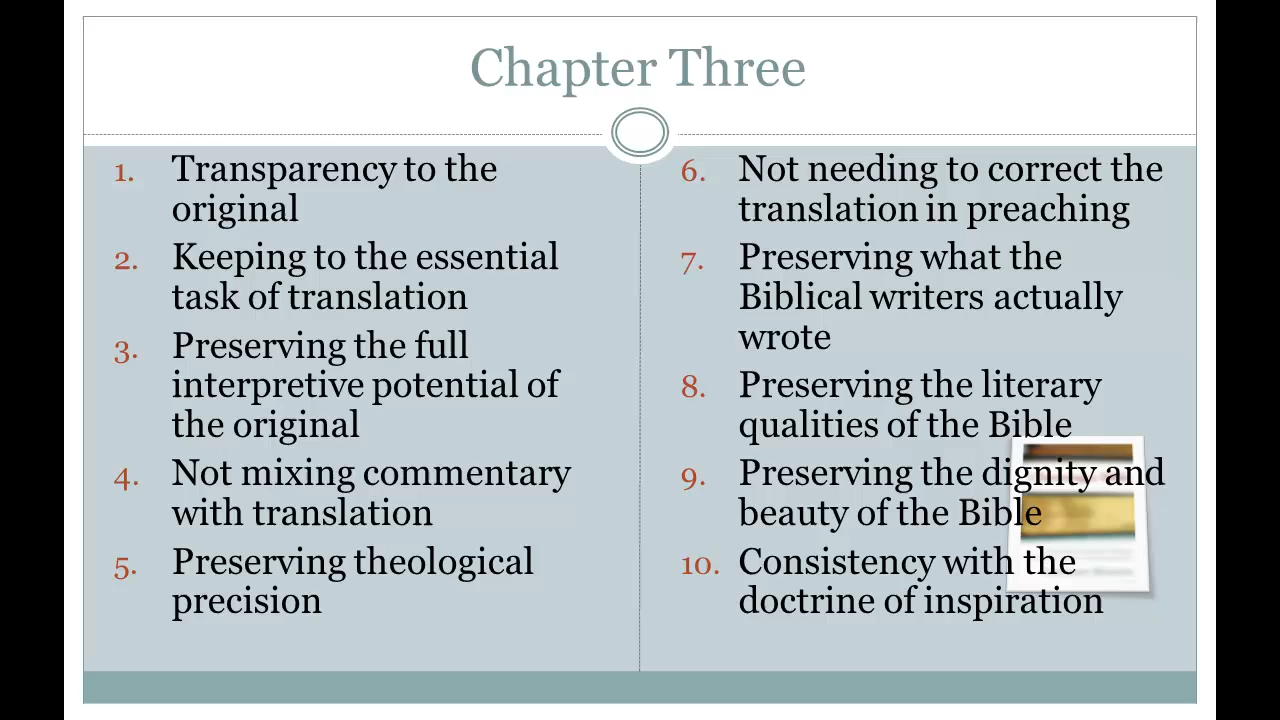 Chapter Three
1. Transparency to the
original
2. Keeping to the essential
task of translation
3. Preserving the full
interpretive potential of
the original
4. Not mixing commentary
with translation
5. Preserving theological
precision
6. Not needing to correct the
translation in preaching
7. Preserving what the
Biblical writers actually
wrote
8. Preserving the literary
qualities of the Bible
9. Preserving the dignity and
beauty of the Bible
10. Consistency with the
doctrine of inspiration